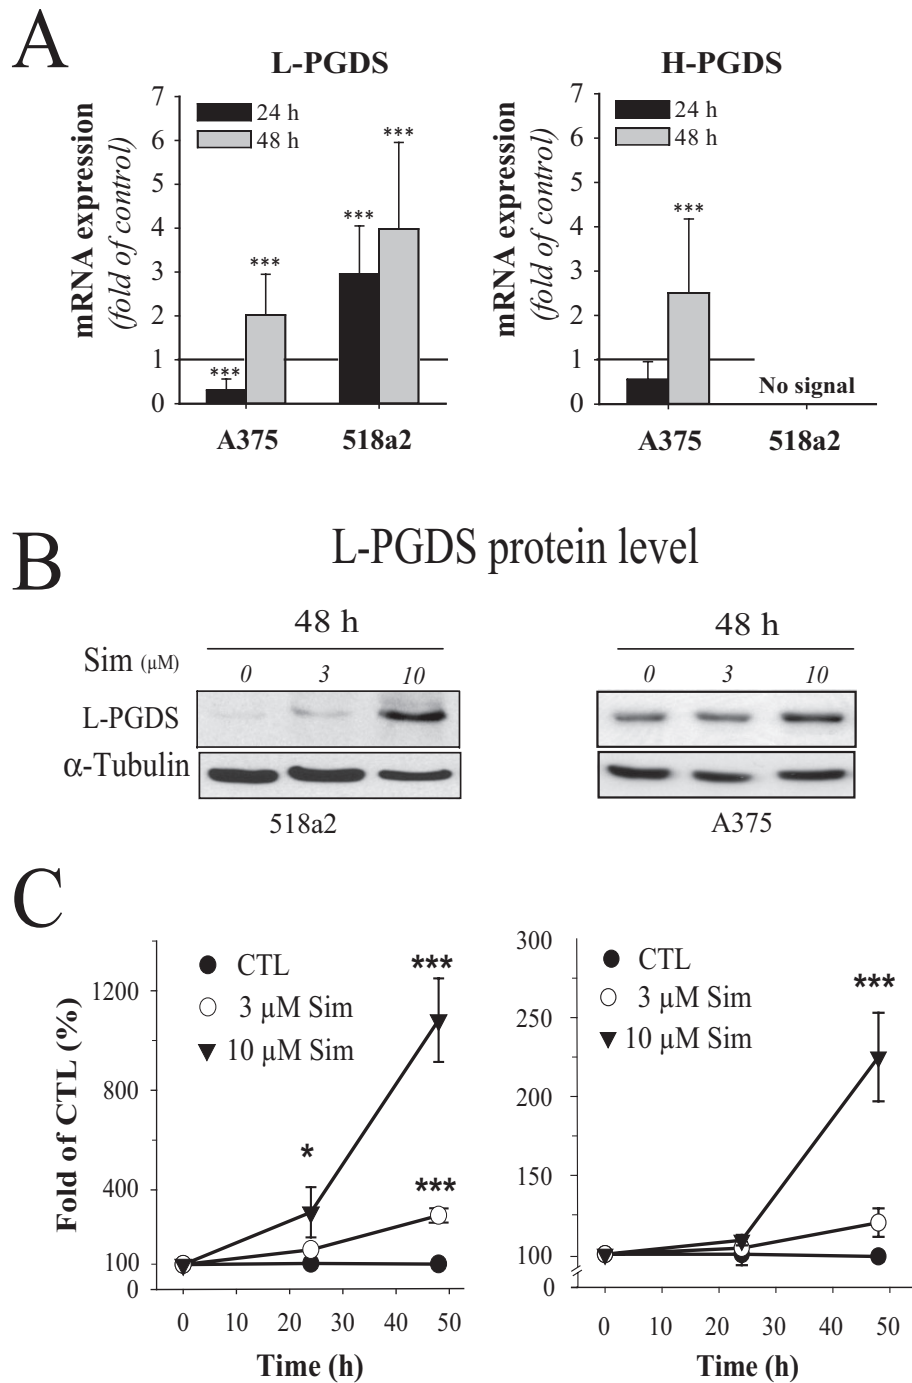 A
L-PGDS
H-PGDS
mRNA expression
(fold of control)
7
6
5
4
3
2
1
0
24 h
48 h
***
***
***
***
A375
518a2
mRNA expression
(fold of control)
7
6
5
4
3
2
1
0
24 h
48 h
***
No signal
A375
518a2
B
L-PGDS protein level
48 h
48 h
Sim (µM)
0 3 10
0 3 10
L-PGDS
α-Tubulin
518a2
A375
C
Fold of CTL (%)
1200
800
400
100
0
CTL
3 µM Sim
10 µM Sim
***
*
***
0 10 20 30 40 50
Time (h)
300
250
200
150
100
0
CTL
3 µM Sim
10 µM Sim
***
0 10 20 30 40 50
Time (h)